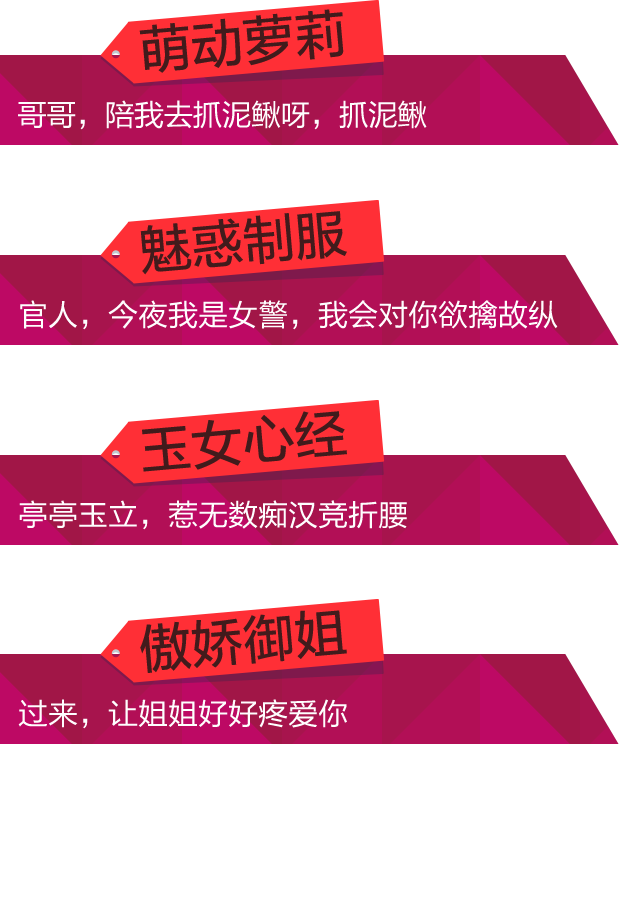 萌动萝莉
哥哥，陪我去抓泥鳅呀，抓泥鳅
魅惑制服
官人，今夜我是女警，我会对你欲擒故纵
玉女心经
亭亭玉立，惹无数痴汉竞折腰
傲娇御姐
过来，让姐姐好好疼爱你